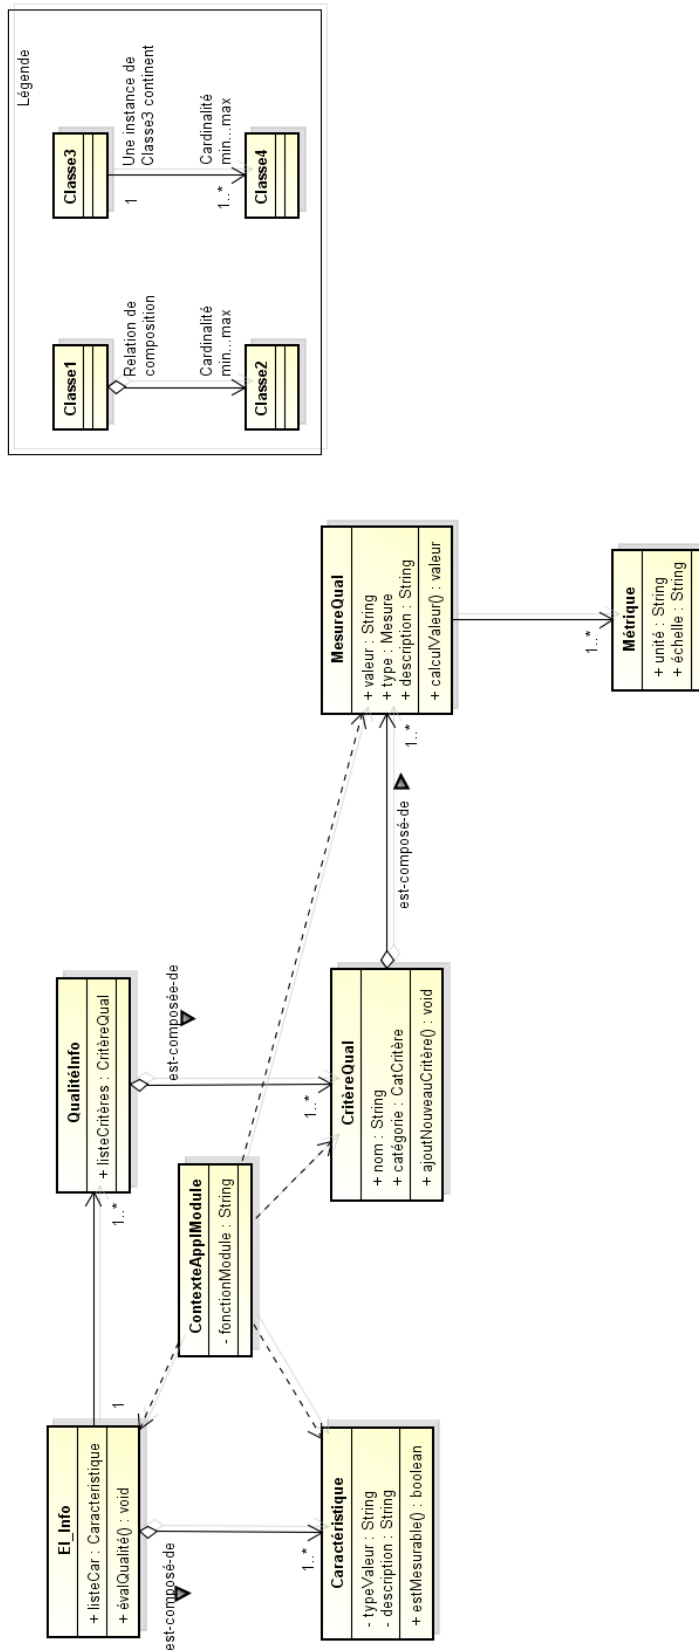 Légende
Classe3
Une instance de
Classe3 continent
1
Cardinalité
min...max
1..*
Classe4
Classe1
Relation de
composition
Cardinalité
min...max
Classe2
El_Info
+ listeCar : Caracteristique
+ évalQualité() : void
1
1..*
QualitéInfo
+ listeCritères : CritèreQual
est-composé-de
1..*
est-composée-de
1..*
ContexteApplModule
- fonctionModule : String
Caractéristique
- typeValeur : String
- description : String
+ estMesurable() : boolean
CritèreQual
+ nom : String
+ catégorie : CatCritère
+ ajoutNouveauCritère() : void
est-composé-de
1..*
MesureQual
+ valeur : String
+ type : Mesure
+ description : String
+ calculValeur() : valeur
1..*
Métrique
+ unité : String
+ échelle : String